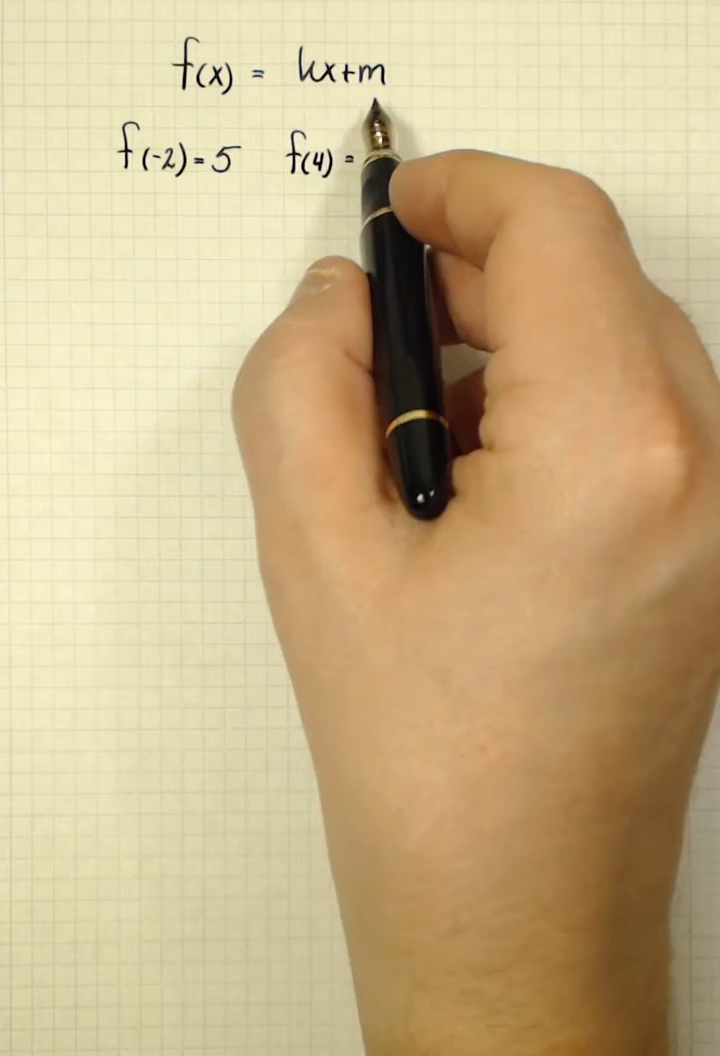 f(x) = kx+m
f(-2) = 5 f(4) =